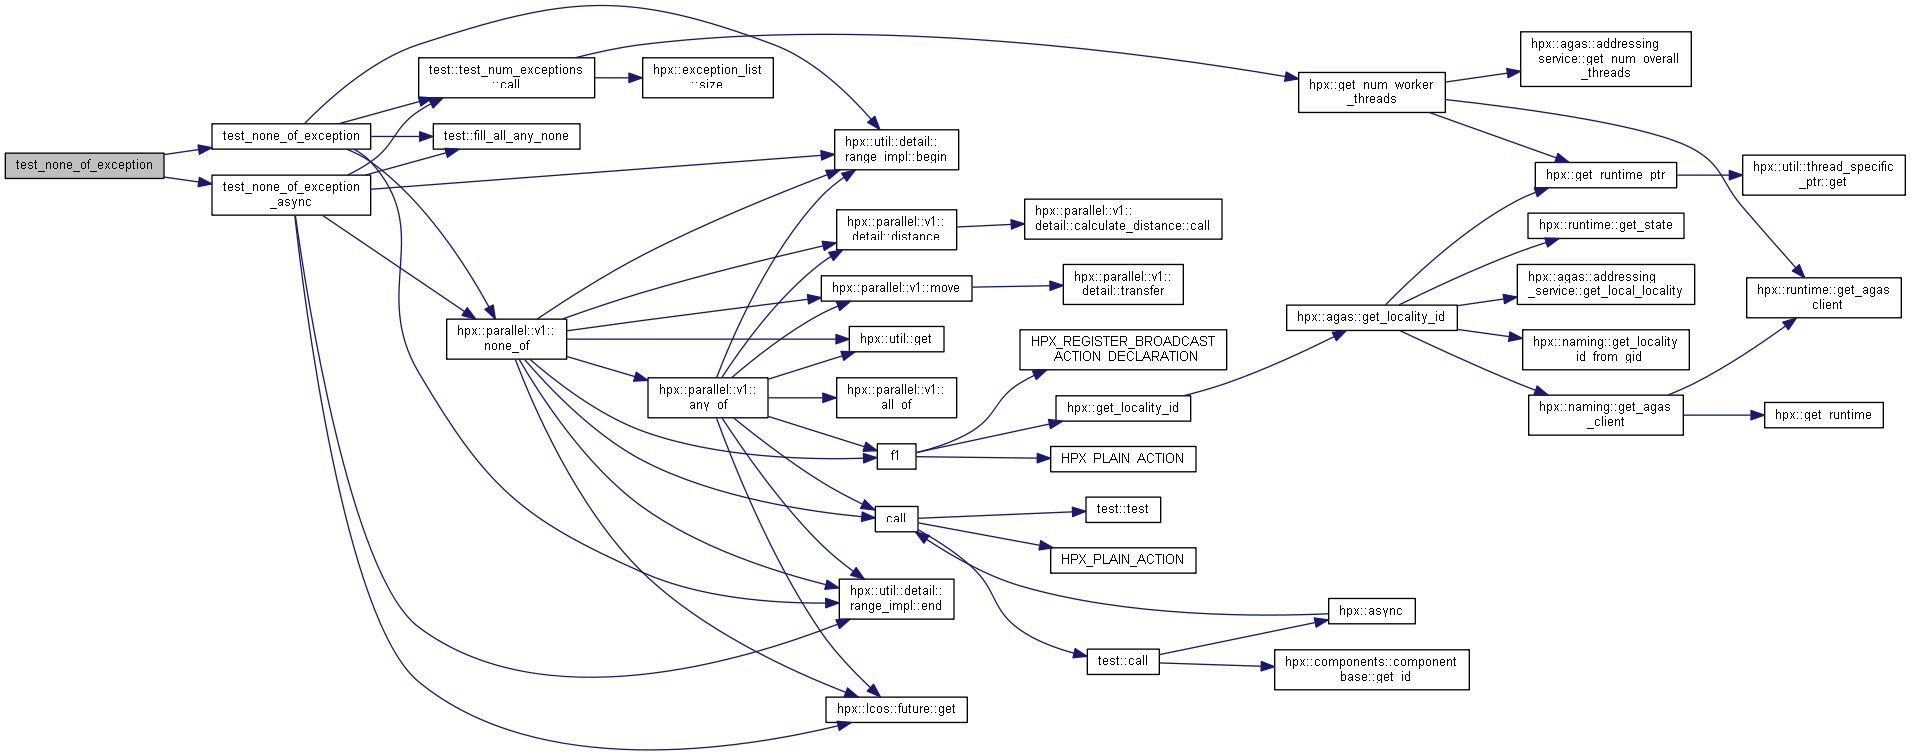 test_none_of_exception
test_none_of_exception
test_none_of_exception
_async
test::test_num_exceptions
::call
test::fill_all_any_none
hpx::parallel::v1::
none_of
hpx::exception_list
::size
hpx::parallel::v1::
any_of
hpx::util::detail::
range_impl::begin
hpx::parallel::v1::
detail::distance
hpx::parallel::v1::move
hpx::util::get
hpx::parallel::v1::
all_of
f1
call
hpx::util::detail::
range_impl::end
hpx::lcos::future::get
hpx::parallel::v1::
detail::calculate_distance::call
hpx::parallel::v1::
detail::transfer
HPX_REGISTER_BROADCAST
_ACTION_DECLARATION
hpx::get_locality_id
HPX_PLAIN_ACTION
test::test
HPX_PLAIN_ACTION
test::call
hpx::get_num_worker
_threads
hpx::agas::get_locality_id
hpx::async
hpx::components::component
_base::get_id
hpx::agas::addressing
_service::get_num_overall
_threads
hpx::get_runtime_ptr
hpx::runtime::get_state
hpx::agas::addressing
_service::get_local_locality
hpx::naming::get_locality
_id_from_gid
hpx::naming::get_agas
_client
hpx::util::thread_specific
_ptr::get
hpx::runtime::get_agas
_client
hpx::get_runtime